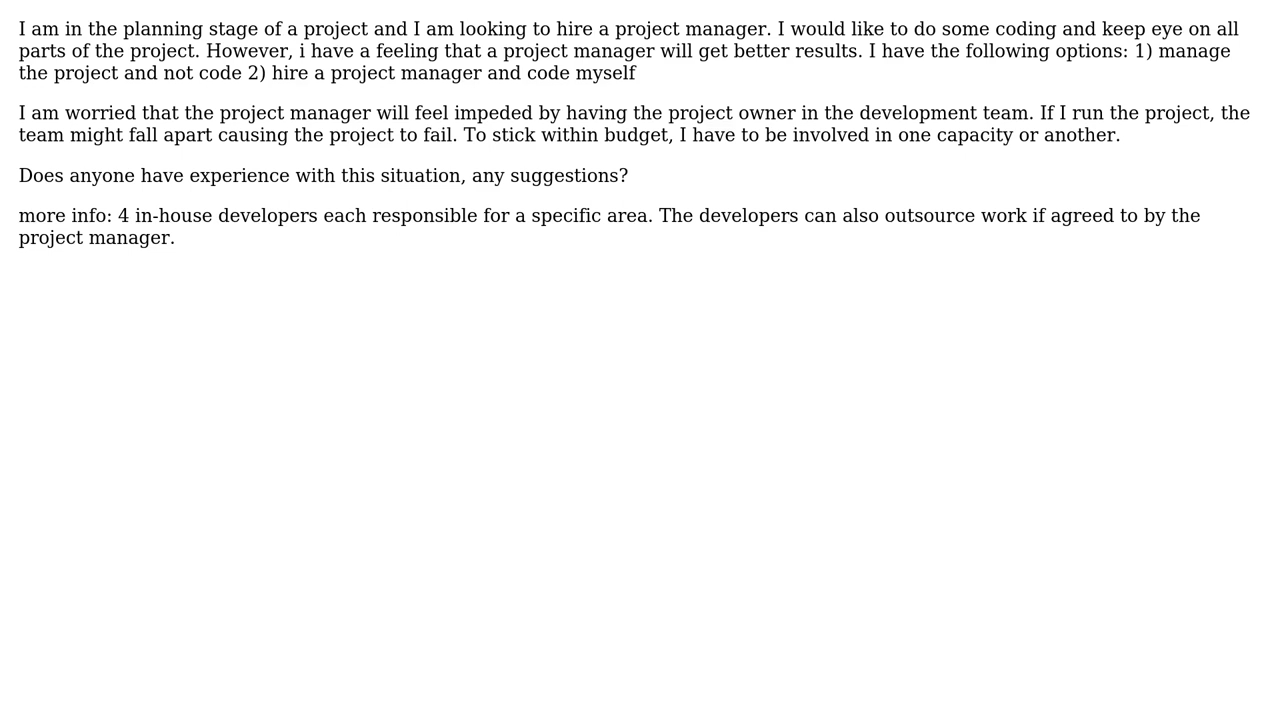 I am in the planning stage of a project and I am looking to hire a project manager. I would like to do some coding and keep eye on all
parts of the project. However, i have a feeling that a project manager will get better results. I have the following options: 1) manage
the project and not code 2) hire a project manager and code myself
I am worried that the project manager will feel impeded by having the project owner in the development team. If I run the project, the
team might fall apart causing the project to fail. To stick within budget, I have to be involved in one capacity or another.
Does anyone have experience with this situation, any suggestions?
more info: 4 in-house developers each responsible for a specific area. The developers can also outsource work if agreed to by the
project manager.